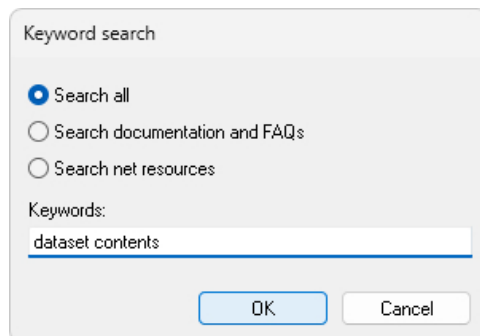 Keyword search
Search all
Search documentation and FAQs
Search net resources
Keywords:
dataset contents
OK Cancel